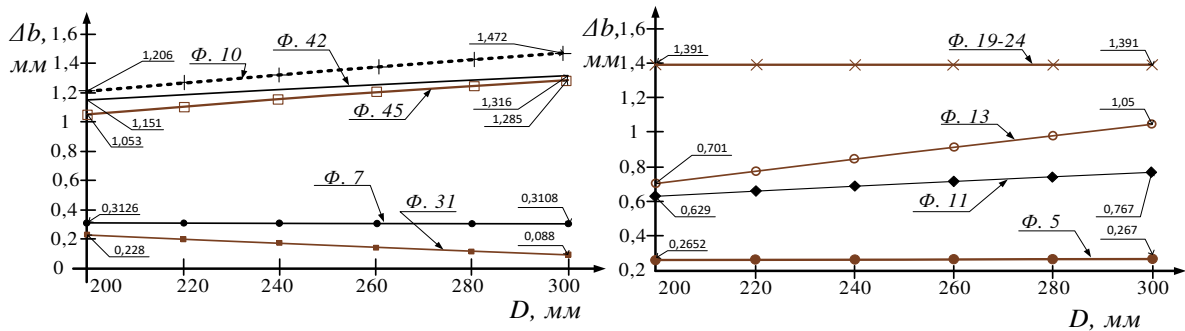 Δb, мм
1,6
1,4
1,2
1
0,8
0,6
0,4
0,2
0
1,206
Ф. 10
Ф. 42
1,472
1,151
1,053
Ф. 45
1,316
1,285
Ф. 7
Ф. 31
0,3126
0,3108
0,228
0,088
200 220 240 260 280 300
D, мм
Δb, мм
1,6
1,4
1,2
1
0,8
0,6
0,4
0,2
1,391
Ф. 19-24
1,391
1,05
Ф. 13
0,701
Ф. 11
0,629
0,767
Ф. 5
0,2652
0,267
200 220 240 260 280 300
D, мм